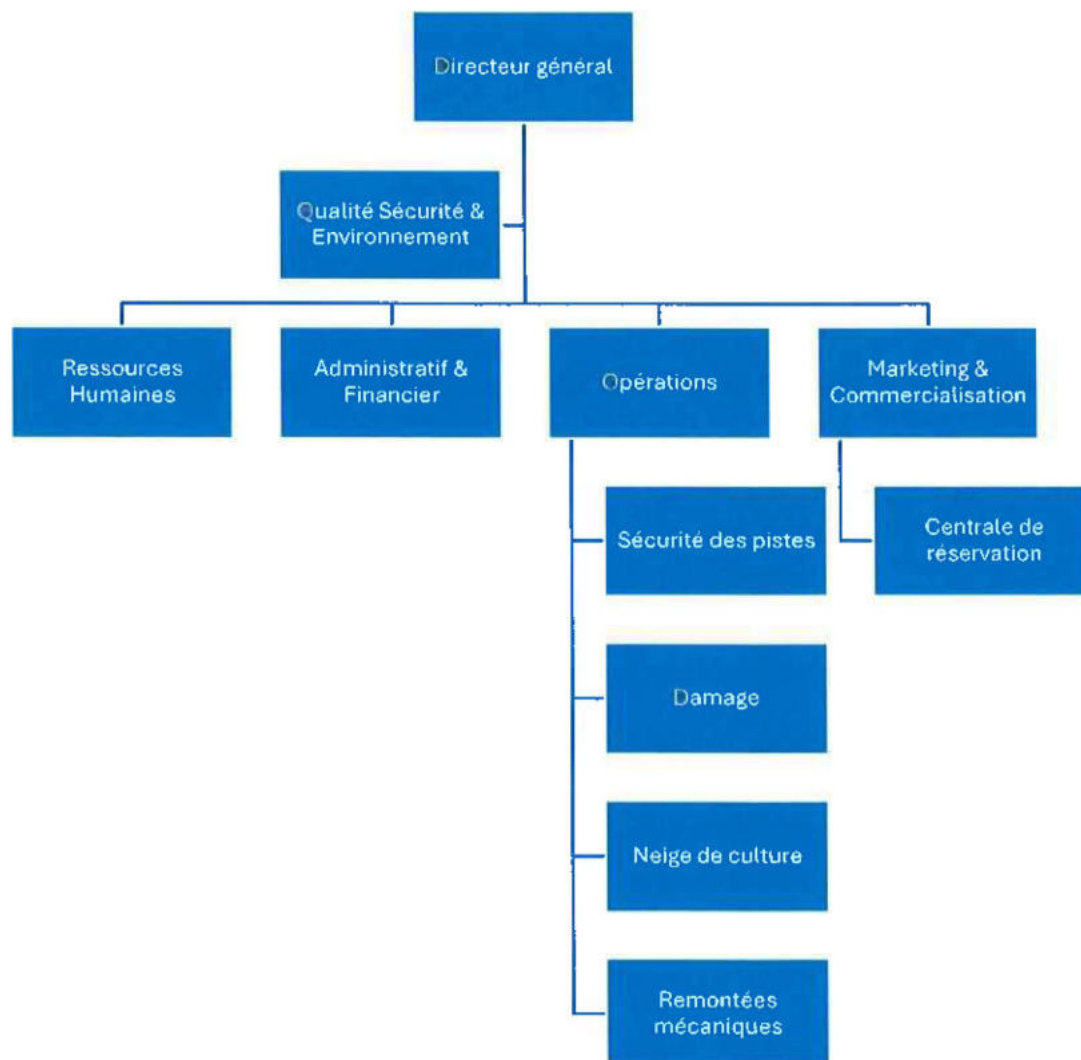 Directeur général
Qualité Sécurité &
Environnement
Ressources
Humaines
Administratif &
Financier
Opérations
Marketing &
Commercialisation
Sécurité des pistes
Centrale de
réservation
Damage
Neige de culture
Remontées
mécaniques